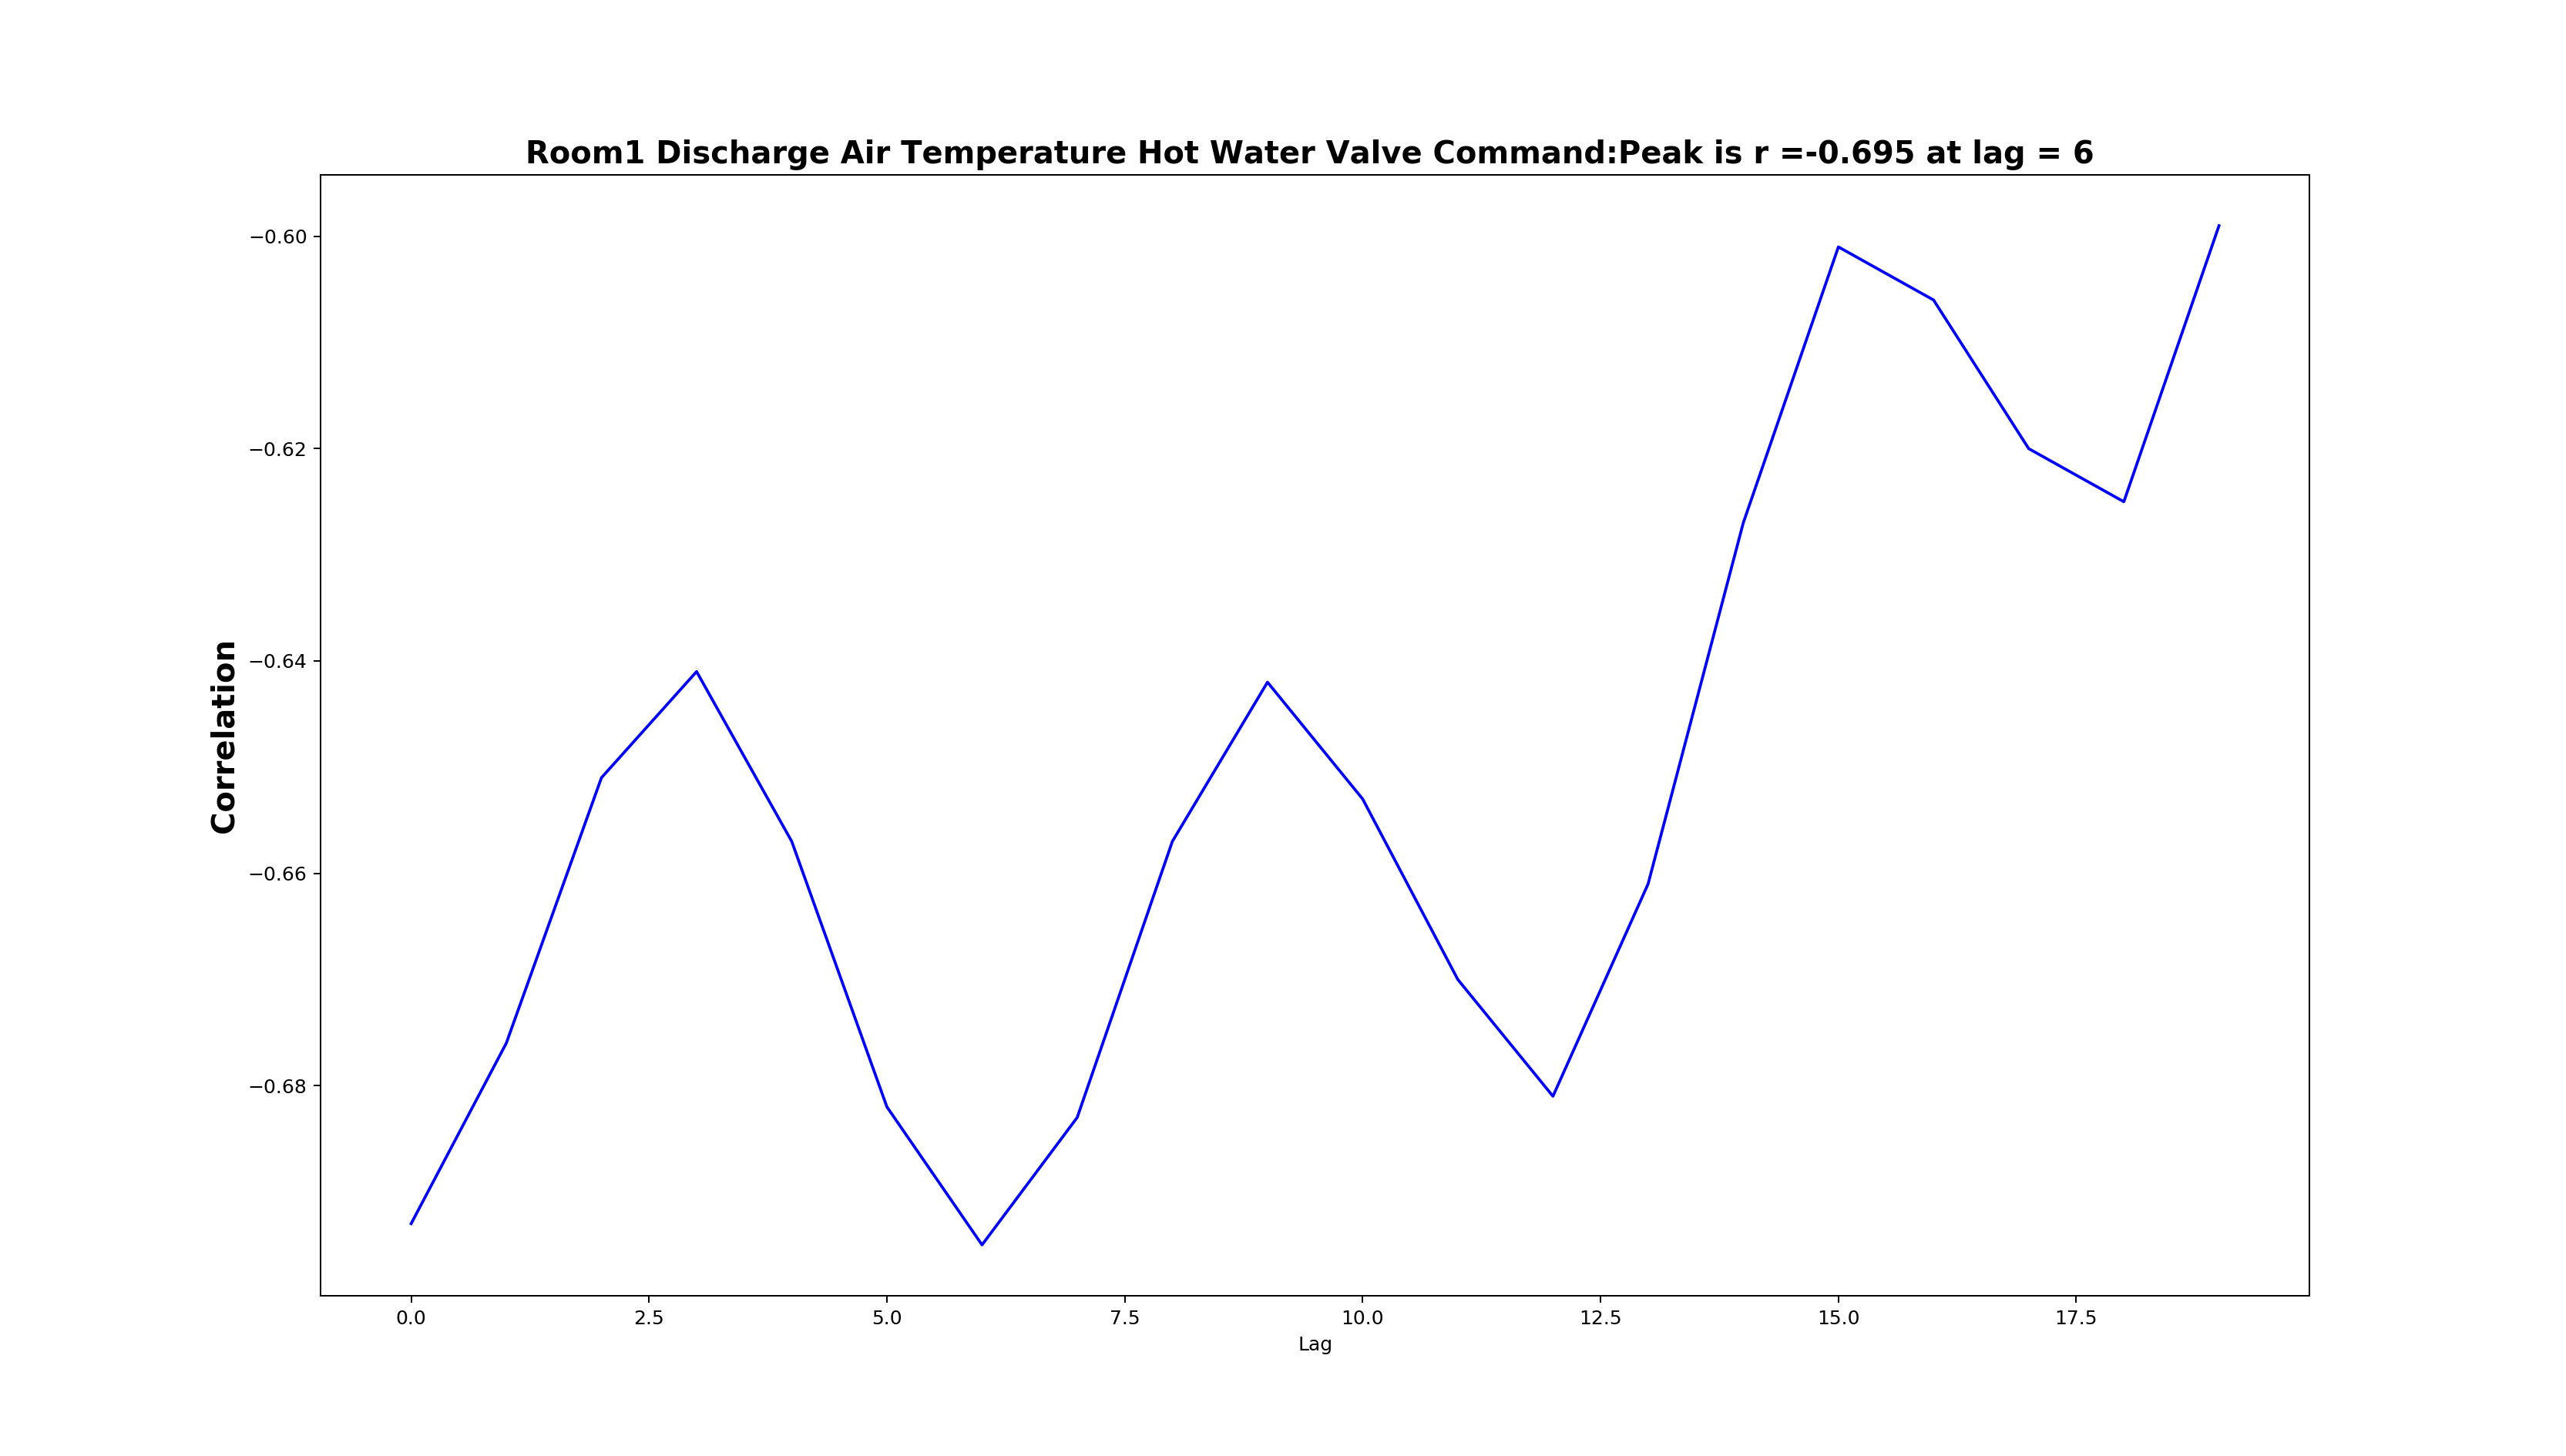 Room1 Discharge Air Temperature Hot Water Valve Command:Peak is r =-0.695 at lag = 6
Correlation
−0.60
−0.62
−0.64
−0.66
−0.68
0.0 2.5 5.0 7.5 10.0 12.5 15.0 17.5
Lag